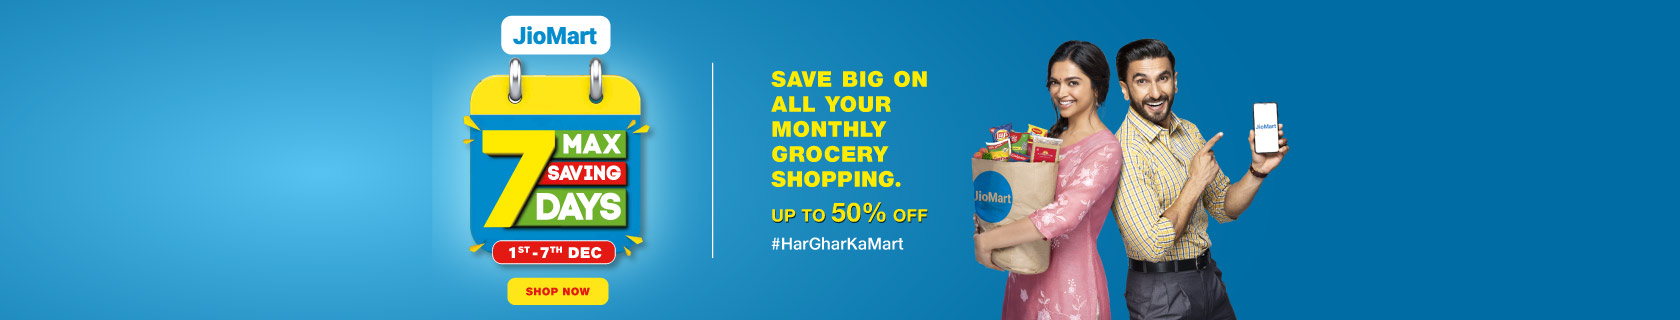 JioMart
7 MAX
SAVING
DAYS
1ST-7TH DEC
SHOP NOW
SAVE BIG ON
ALL YOUR
MONTHLY
GROCERY
SHOPPING.
UP TO 50% OFF
#HarGharKaMart
JioMart
JioMart